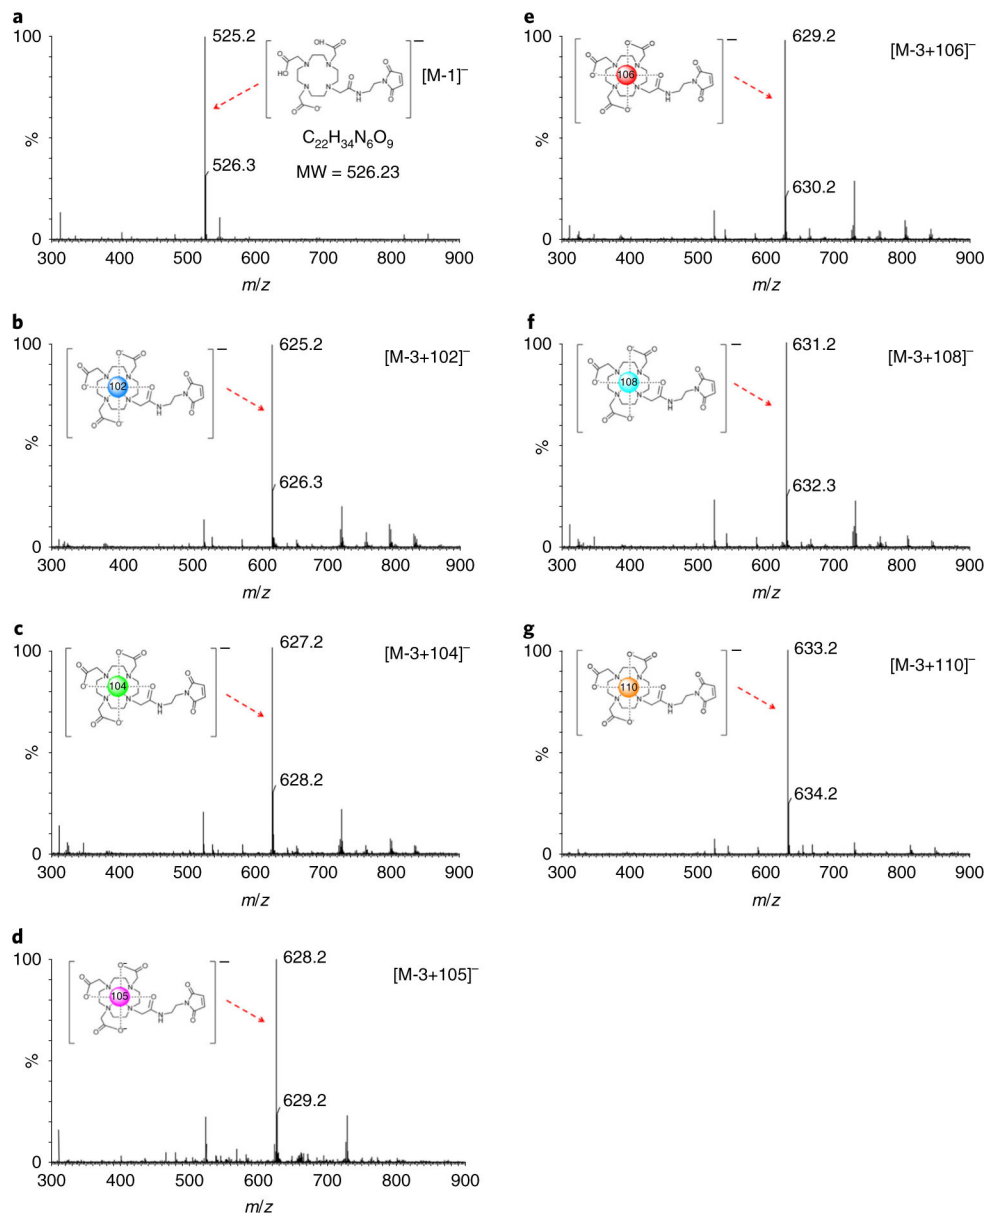 a
100
525.2
[M-1]⁻
C₂₂H₃₄N₆O₉
MW = 526.23
526.3
%
0
300 400 500 600 700 800 900
m/z
b
100
625.2
[M-3+102]⁻
102
626.3
%
0
300 400 500 600 700 800 900
m/z
c
100
627.2
[M-3+104]⁻
104
628.2
%
0
300 400 500 600 700 800 900
m/z
d
100
628.2
[M-3+105]⁻
105
629.2
%
0
300 400 500 600 700 800 900
m/z
e
100
629.2
[M-3+106]⁻
106
630.2
%
0
300 400 500 600 700 800 900
m/z
f
100
631.2
[M-3+108]⁻
108
632.3
%
0
300 400 500 600 700 800 900
m/z
g
100
633.2
[M-3+110]⁻
110
634.2
%
0
300 400 500 600 700 800 900
m/z